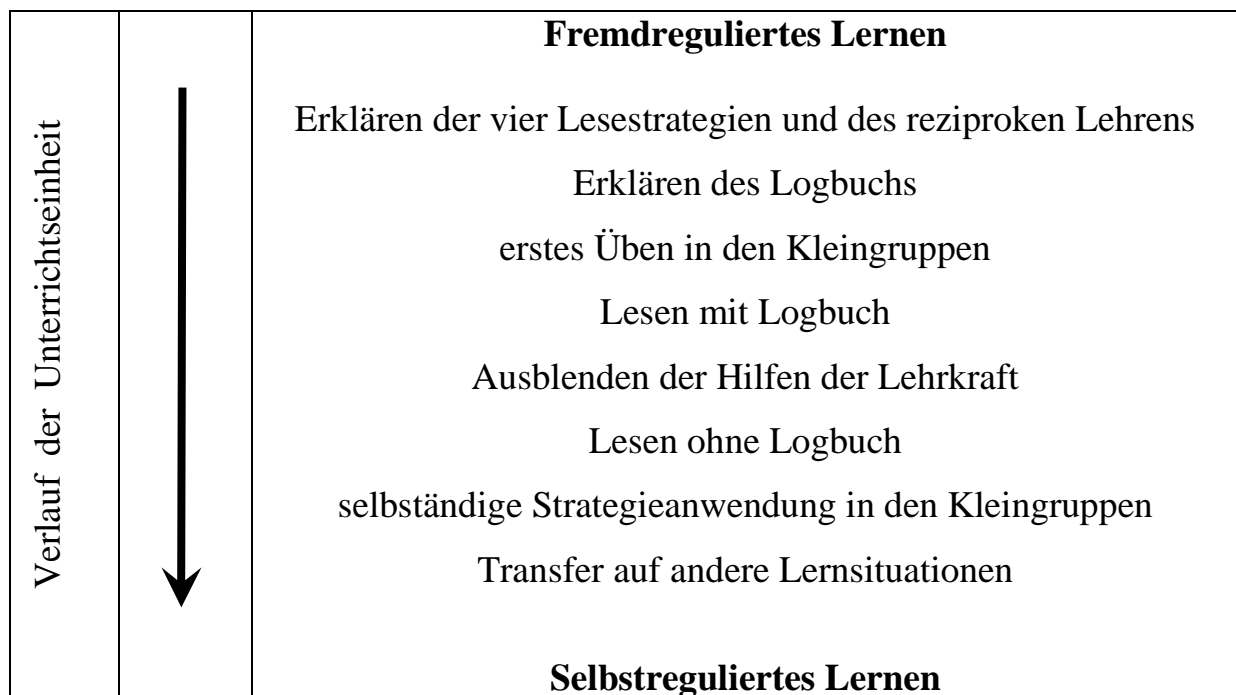 Verlauf der Unterrichtseinheit
Fremdreguliertes Lernen
Erklären der vier Lesestrategien und des reziproken Lehrens
Erklären des Logbuchs
erstes Üben in den Kleingruppen
Lesen mit Logbuch
Ausblenden der Hilfen der Lehrkraft
Lesen ohne Logbuch
selbständige Strategieanwendung in den Kleingruppen
Transfer auf andere Lernsituationen
Selbstreguliertes Lernen